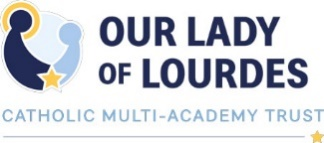 OUR LADY
OF LOURDES
CATHOLIC MULTI-ACADEMY TRUST